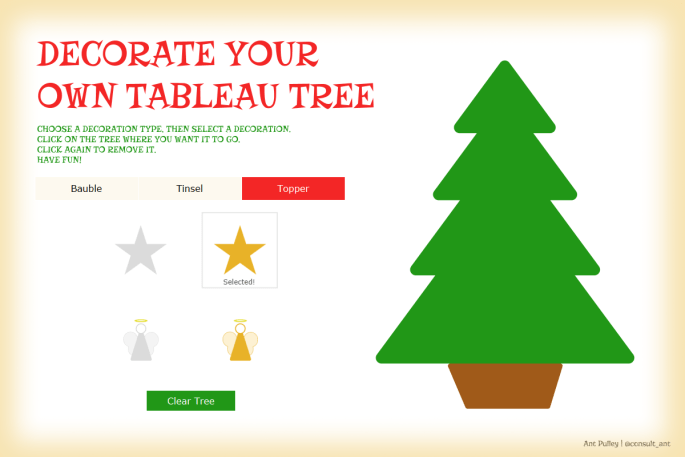 DECORATE YOUR
OWN TABLEAU TREE
CHOOSE A DECORATION TYPE, THEN SELECT A DECORATION.
CLICK ON THE TREE WHERE YOU WANT IT TO GO.
CLICK AGAIN TO REMOVE IT.
HAVE FUN!
Bauble Tinsel Topper
Selected!
Clear Tree
Ant Pulley | @consult_ant